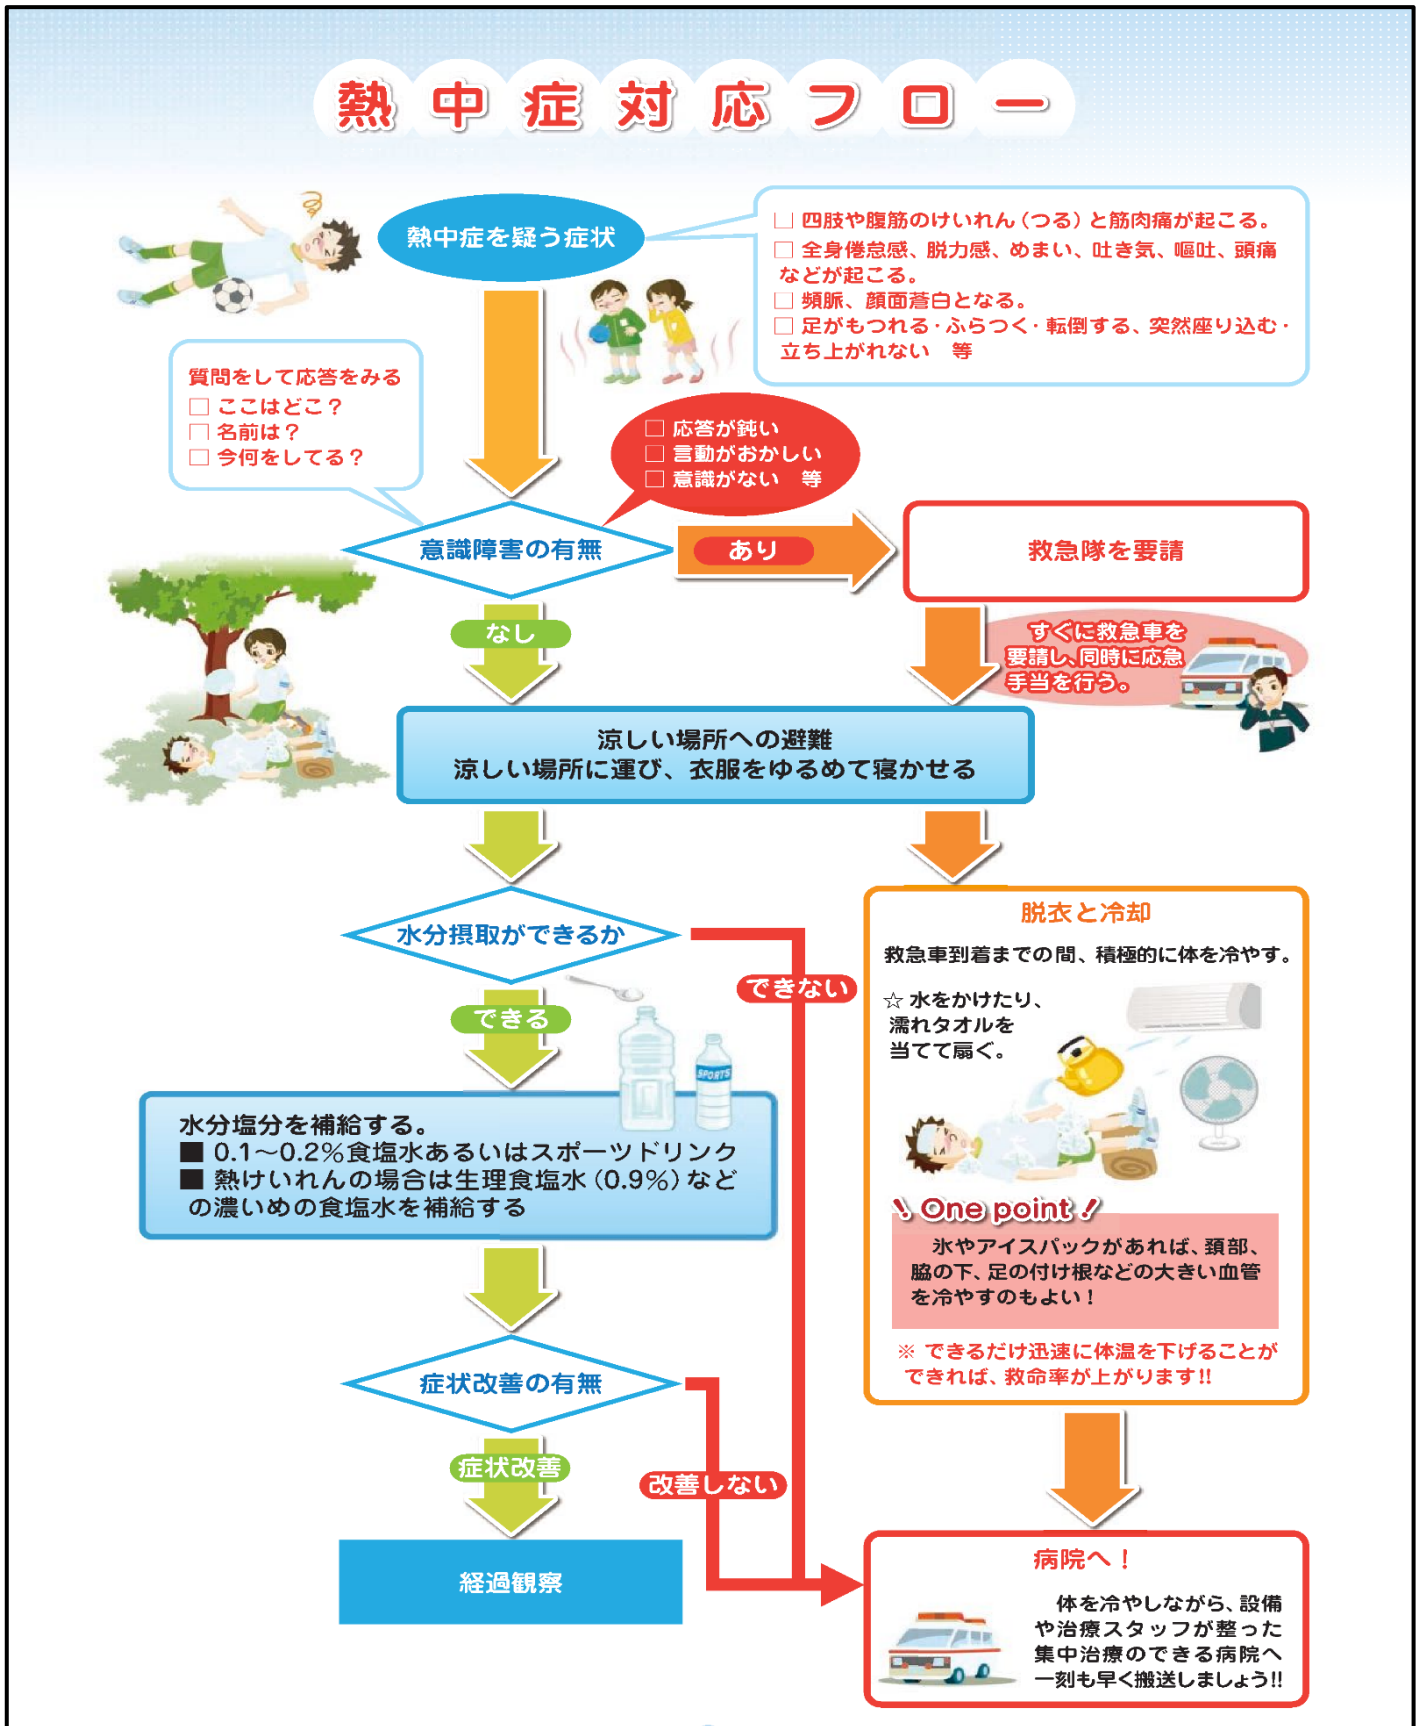 熱中症対応フロー
熱中症を疑う症状
□ 四肢や腹筋のけいれん（つる）と筋肉痛が起こる。
□ 全身倦怠感、脱力感、めまい、吐き気、嘔吐、頭痛
などが起こる。
□ 頻脈、顔面蒼白となる。
□ 足がもつれる・ふらつく・転倒する、突然座り込む・
立ち上がれない　等
質問をして応答をみる
□ ここはどこ？
□ 名前は？
□ 今何をしてる？
□ 応答が鈍い
□ 言動がおかしい
□ 意識がない　等
意識障害の有無
あり
救急隊を要請
なし
すぐに救急車を
要請し、同時に応急
手当を行う。
涼しい場所への避難
涼しい場所に運び、衣服をゆるめて寝かせる
水分摂取ができるか
できない
できる
脱衣と冷却
救急車到着までの間、積極的に体を冷やす。
☆ 水をかけたり、
濡れタオルを
当てて扇ぐ。
SPORTS
水分塩分を補給する。
■ 0.1〜0.2％食塩水あるいはスポーツドリンク
■ 熱けいれんの場合は生理食塩水（0.9％）など
の濃いめの食塩水を補給する
One point
氷やアイスパックがあれば、頚部、
脇の下、足の付け根などの大きい血管
を冷やすのもよい！
※ できるだけ迅速に体温を下げることが
できれば、救命率が上がります!!
症状改善の有無
症状改善
改善しない
経過観察
病院へ！
体を冷やしながら、設備
や治療スタッフが整った
集中治療のできる病院へ
一刻も早く搬送しましょう!!